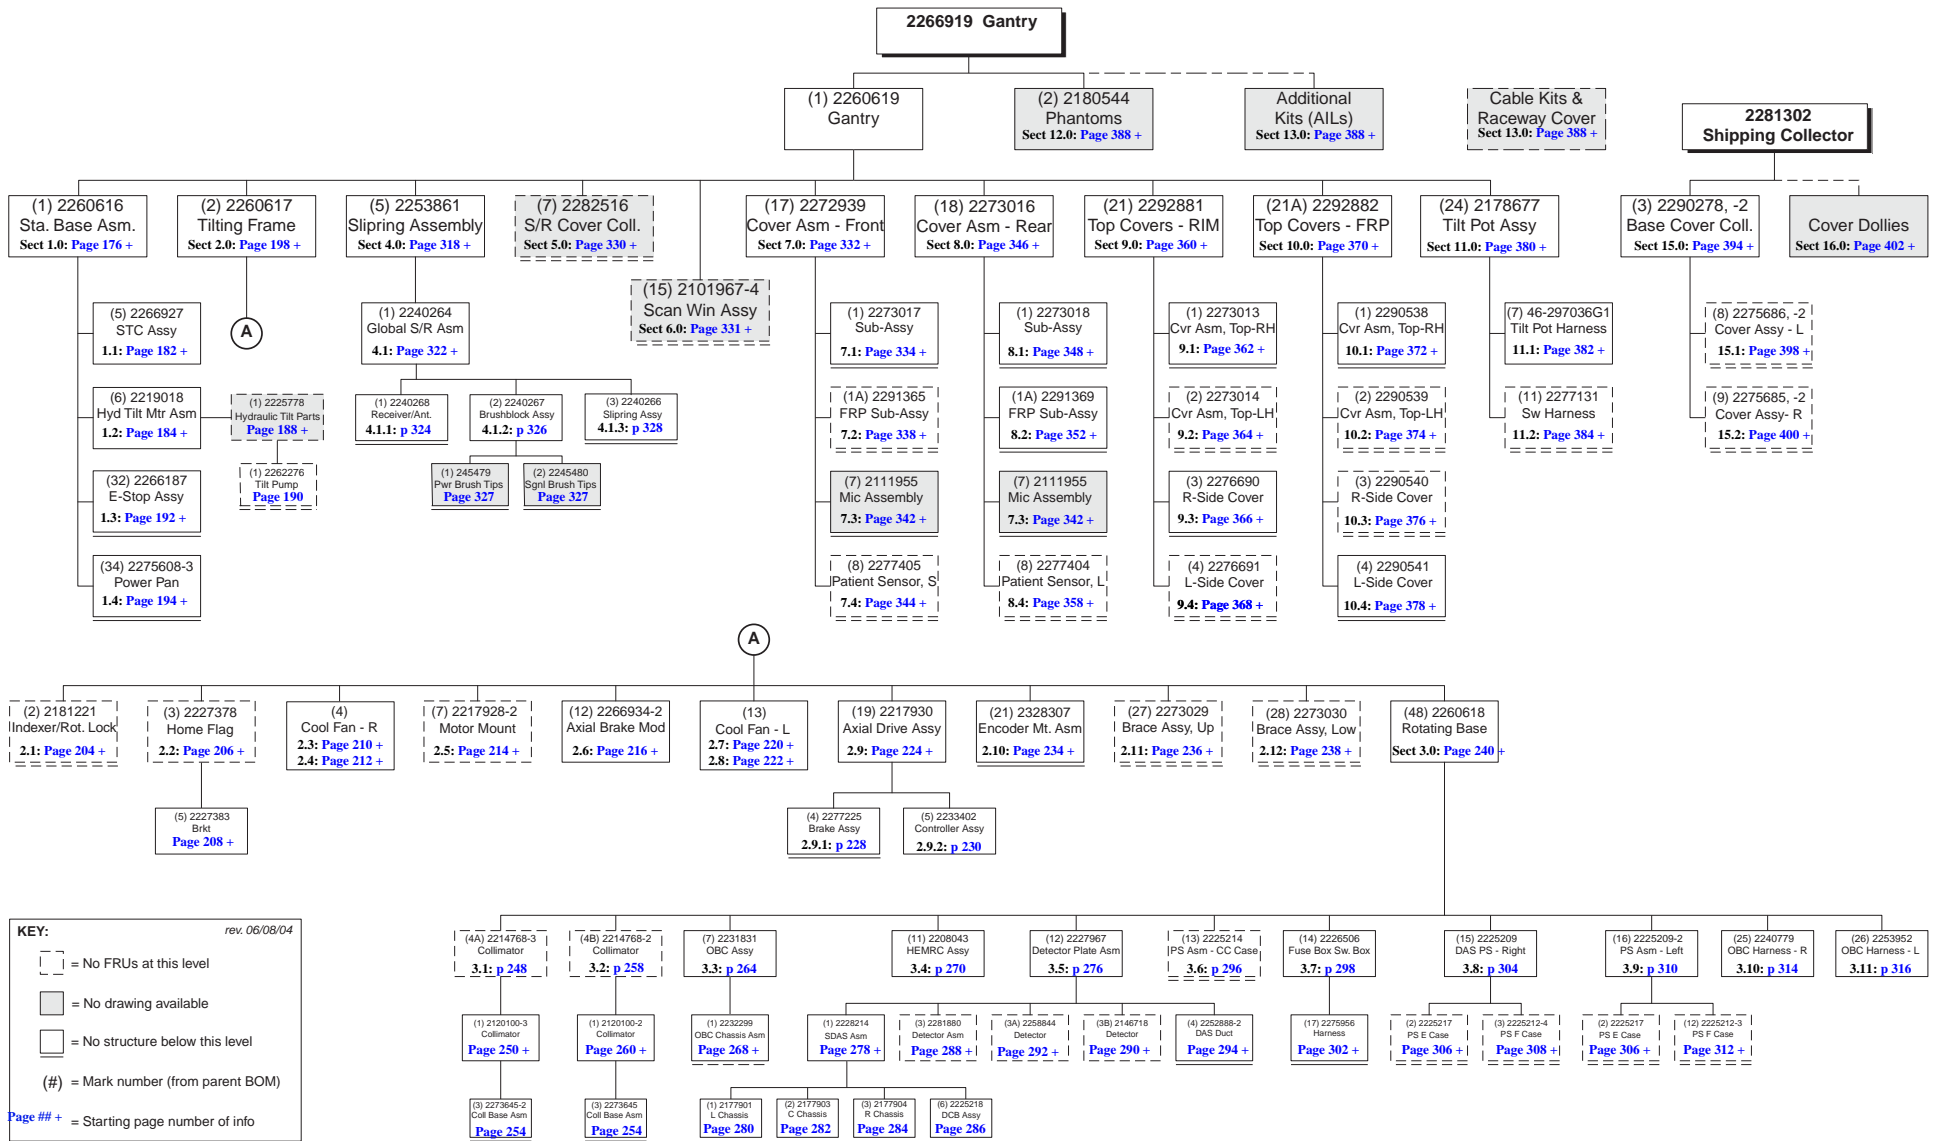 2266919 Gantry
(1) 2260619
Gantry
(2) 2180544
Phantoms
Sect 12.0: Page 388 +
Additional
Kits (AILs)
Sect 13.0: Page 388 +
Cable Kits &
Raceway Cover
Sect 13.0: Page 388 +
2281302
Shipping Collector
(1) 2260616
Sta. Base Asm.
Sect 1.0: Page 176 +
(2) 2260617
Tilting Frame
Sect 2.0: Page 198 +
(5) 2253861
Slipring Assembly
Sect 4.0: Page 318 +
(7) 2282516
S/R Cover Coll.
Sect 5.0: Page 330 +
(15) 2101967-4
Scan Win Assy
Sect 6.0: Page 331 +
(17) 2272939
Cover Asm - Front
Sect 7.0: Page 332 +
(18) 2273016
Cover Asm - Rear
Sect 8.0: Page 346 +
(21) 2292881
Top Covers - RIM
Sect 9.0: Page 360 +
(21A) 2292882
Top Covers - FRP
Sect 10.0: Page 370 +
(24) 2178677
Tilt Pot Assy
Sect 11.0: Page 380 +
(3) 2290278, -2
Base Cover Coll.
Sect 15.0: Page 394 +
Cover Dollies
Sect 16.0: Page 402 +
(5) 2266927
STC Assy
1.1: Page 182 +
(6) 2219018
Hyd Tilt Mtr Asm
1.2: Page 184 +
(32) 2266187
E-Stop Assy
1.3: Page 192 +
(34) 2275608-3
Power Pan
1.4: Page 194 +
A
(1) 2225778
Hydraulic Tilt Parts
Page 188 +
(1) 2262276
Tilt Pump
Page 190
(1) 2240264
Global S/R Asm
4.1: Page 322 +
(1) 2240268
Receiver/Ant.
4.1.1: p 324
(2) 2240267
Brushblock Assy
4.1.2: p 326
(3) 2240266
Slipring Assy
4.1.3: p 328
(1) 245479
Pwr Brush Tips
Page 327
(2) 2245480
Sgnl Brush Tips
Page 327
(1) 2273017
Sub-Assy
7.1: Page 334 +
(1A) 2291365
FRP Sub-Assy
7.2: Page 338 +
(7) 2111955
Mic Assembly
7.3: Page 342 +
(8) 2277405
Patient Sensor, S
7.4: Page 344 +
(1) 2273018
Sub-Assy
8.1: Page 348 +
(1A) 2291369
FRP Sub-Assy
8.2: Page 352 +
(7) 2111955
Mic Assembly
7.3: Page 342 +
(8) 2277404
Patient Sensor, L
8.4: Page 358 +
(1) 2273013
Cvr Asm, Top-RH
9.1: Page 362 +
(2) 2273014
Cvr Asm, Top-LH
9.2: Page 364 +
(3) 2276690
R-Side Cover
9.3: Page 366 +
(4) 2276691
L-Side Cover
9.4: Page 368 +
(1) 2290538
Cvr Asm, Top-RH
10.1: Page 372 +
(2) 2290539
Cvr Asm, Top-LH
10.2: Page 374 +
(3) 2290540
R-Side Cover
10.3: Page 376 +
(4) 2290541
L-Side Cover
10.4: Page 378 +
(7) 46-297036G1
Tilt Pot Harness
11.1: Page 382 +
(11) 2277131
Sw Harness
11.2: Page 384 +
(8) 2275686, -2
Cover Assy - L
15.1: Page 398 +
(9) 2275685, -2
Cover Assy- R
15.2: Page 400 +
A
(2) 2181221
Indexer/Rot. Lock
2.1: Page 204 +
(3) 2227378
Home Flag
2.2: Page 206 +
(4)
Cool Fan - R
2.3: Page 210 +
2.4: Page 212 +
(7) 2217928-2
Motor Mount
2.5: Page 214 +
(12) 2266934-2
Axial Brake Mod
2.6: Page 216 +
(13)
Cool Fan - L
2.7: Page 220 +
2.8: Page 222 +
(19) 2217930
Axial Drive Assy
2.9: Page 224 +
(21) 2328307
Encoder Mt. Asm
2.10: Page 234 +
(27) 2273029
Brace Assy, Up
2.11: Page 236 +
(28) 2273030
Brace Assy, Low
2.12: Page 238 +
(48) 2260618
Rotating Base
Sect 3.0: Page 240 +
(5) 2227383
Brkt
Page 208 +
(4) 2277225
Brake Assy
2.9.1: p 228
(5) 2233402
Controller Assy
2.9.2: p 230
(4A) 2214768-3
Collimator
3.1: p 248
(4B) 2214768-2
Collimator
3.2: p 258
(7) 2231831
OBC Assy
3.3: p 264
(11) 2208043
HEMRC Assy
3.4: p 270
(12) 2227967
Detector Plate Asm
3.5: p 276
(13) 2225214
PS Asm - CC Case
3.6: p 296
(14) 2226506
Fuse Box Sw. Box
3.7: p 298
(15) 2225209
DAS PS - Right
3.8: p 304
(16) 2225209-2
PS Asm - Left
3.9: p 310
(25) 2240779
OBC Harness - R
3.10: p 314
(26) 2253952
OBC Harness - L
3.11: p 316
(1) 2120100-3
Collimator
Page 250 +
(1) 2120100-2
Collimator
Page 260 +
(1) 2232299
OBC Chassis Asm
Page 268 +
(1) 2228214
SDAS Asm
Page 278 +
(3) 2281880
Detector Asm
Page 288 +
(3A) 2258844
Detector
Page 292 +
(3B) 2146718
Detector
Page 290 +
(4) 2252888-2
DAS Duct
Page 294 +
(17) 2275956
Harness
Page 302 +
(2) 2225217
PS E Case
Page 306 +
(3) 2225212-4
PS F Case
Page 308 +
(2) 2225217
PS E Case
Page 306 +
(12) 2225212-3
PS F Case
Page 312 +
(3) 2273645-2
Coll Base Asm
Page 254
(3) 2273645
Coll Base Asm
Page 254
(1) 2177901
L Chassis
Page 280
(2) 2177903
C Chassis
Page 282
(3) 2177904
R Chassis
Page 284
(6) 2225218
DCB Assy
Page 286
KEY: rev. 06/08/04
= No FRUs at this level
= No drawing available
= No structure below this level
(#) = Mark number (from parent BOM)
Page ## + = Starting page number of info